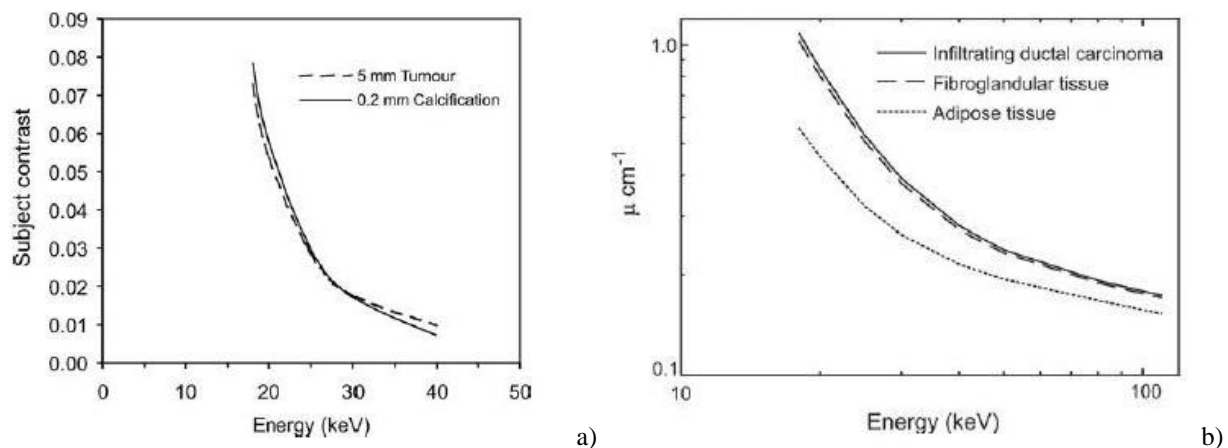 0.09
0.08
0.07
0.06
0.05
0.04
0.03
0.02
0.01
0.00
Subject contrast
5 mm Tumour
0.2 mm Calcification
0 10 20 30 40 50
Energy (keV)
a)
1.0
0.1
μ cm⁻¹
Infiltrating ductal carcinoma
Fibroglandular tissue
Adipose tissue
10 100
Energy (keV)
b)